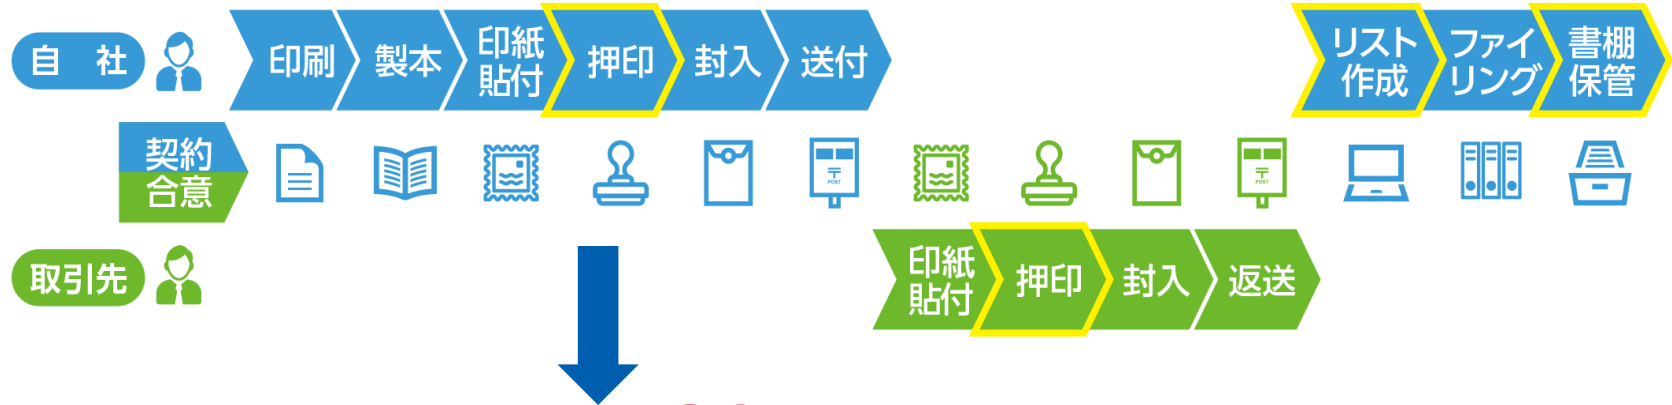 自 社
印刷
製本
印紙
貼付
押印
封入
送付
リスト
作成
ファイ
リング
書棚
保管
契約
合意
〒
POST
〒
POST
取引先
印紙
貼付
押印
封入
返送